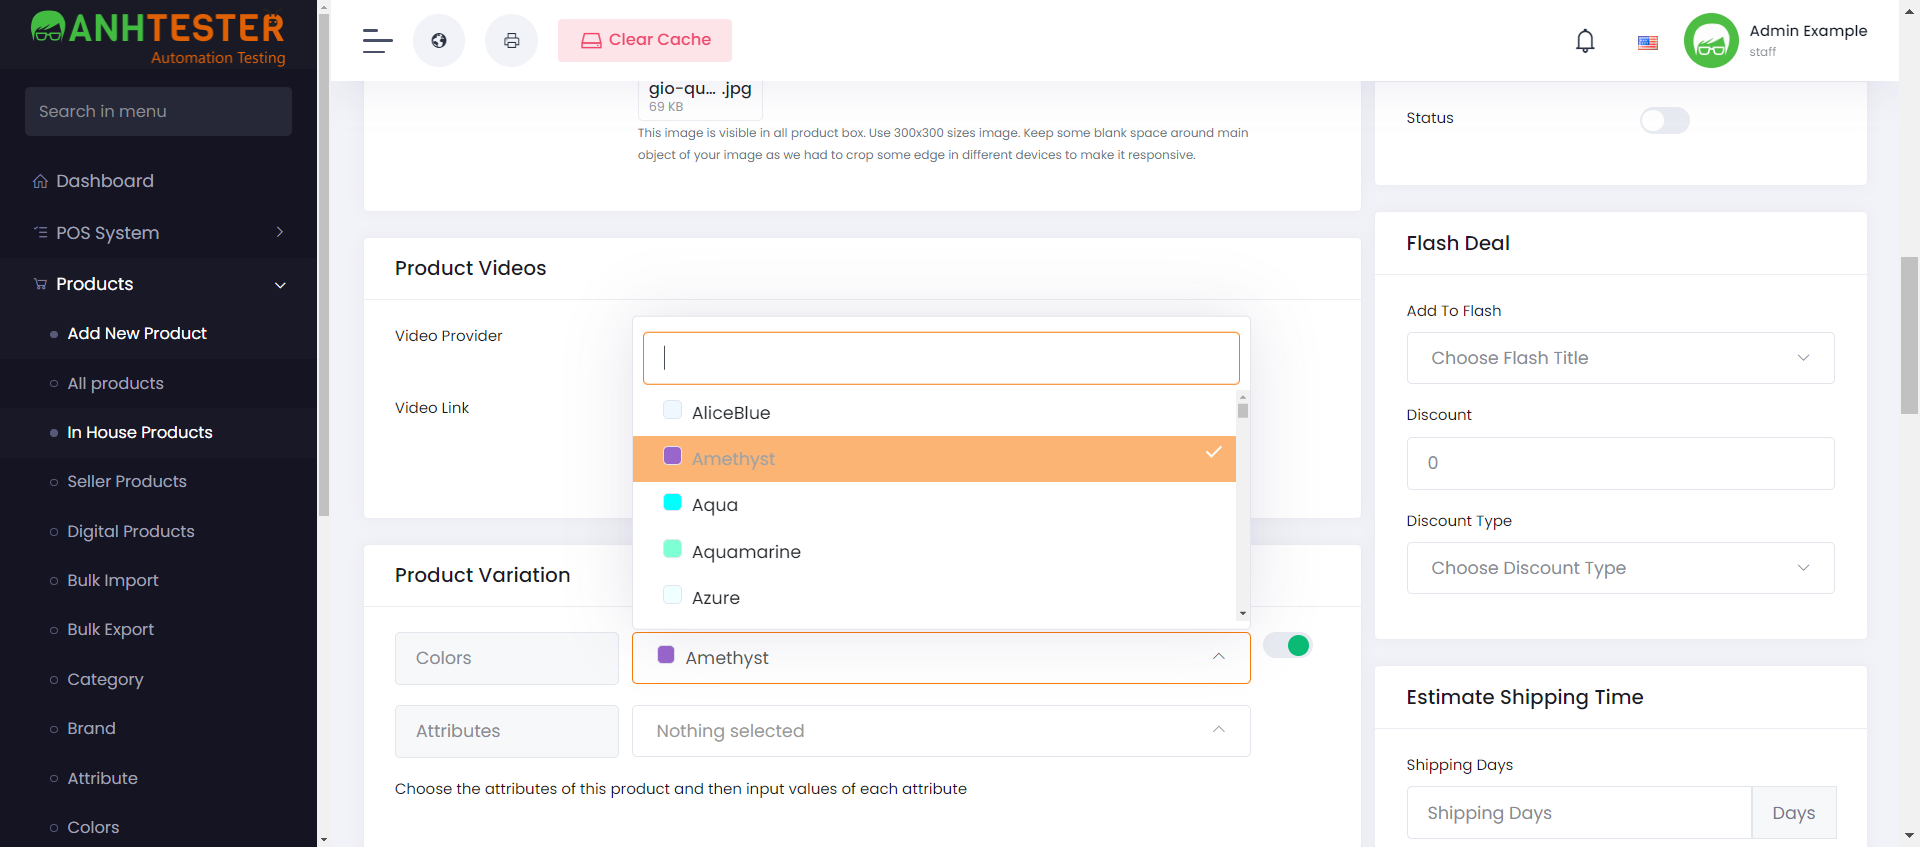 ANHTESTER
Automation Testing
Search in menu
Dashboard
POS System
Products
Add New Product
All products
In House Products
Seller Products
Digital Products
Bulk Import
Bulk Export
Category
Brand
Attribute
Colors
Clear Cache
Admin Example
staff
gio-qu... .jpg
69 KB
This image is visible in all product box. Use 300x300 sizes image. Keep some blank space around main
object of your image as we had to crop some edge in different devices to make it responsive.
Product Videos
Video Provider
Video Link
AliceBlue
Amethyst
Aqua
Aquamarine
Azure
Product Variation
Colors
Amethyst
Attributes
Nothing selected
Choose the attributes of this product and then input values of each attribute
Status
Flash Deal
Add To Flash
Choose Flash Title
Discount
0
Discount Type
Choose Discount Type
Estimate Shipping Time
Shipping Days
Shipping Days
Days